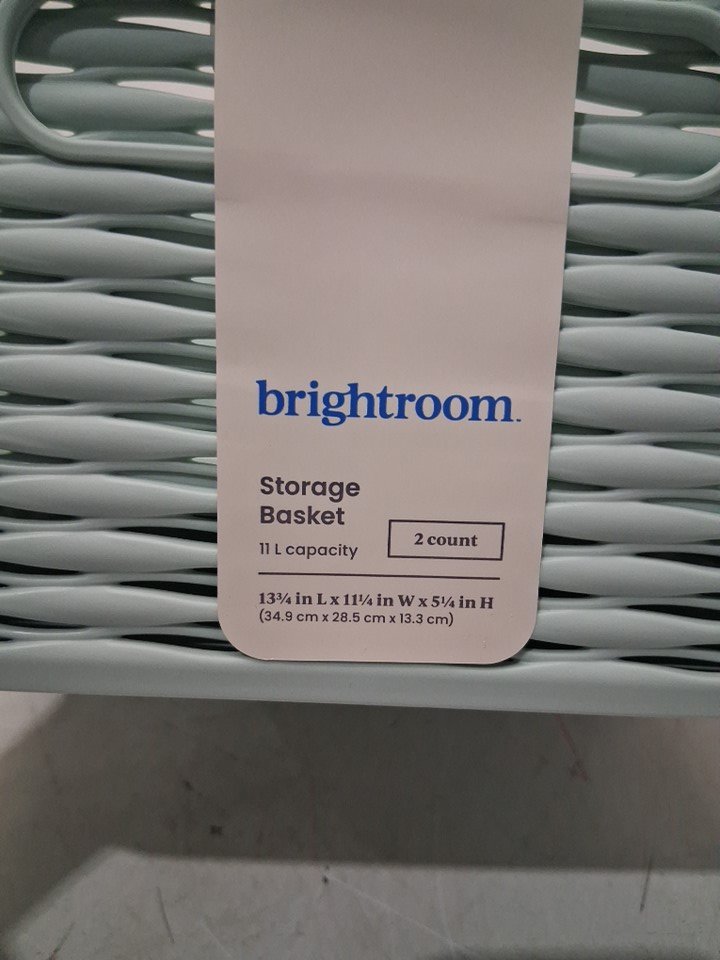 brightroom™
Storage
Basket
11 L capacity
2 count
13¾ in L x 11¼ in W x 5¼ in H
(34.9 cm x 28.5 cm x 13.3 cm)